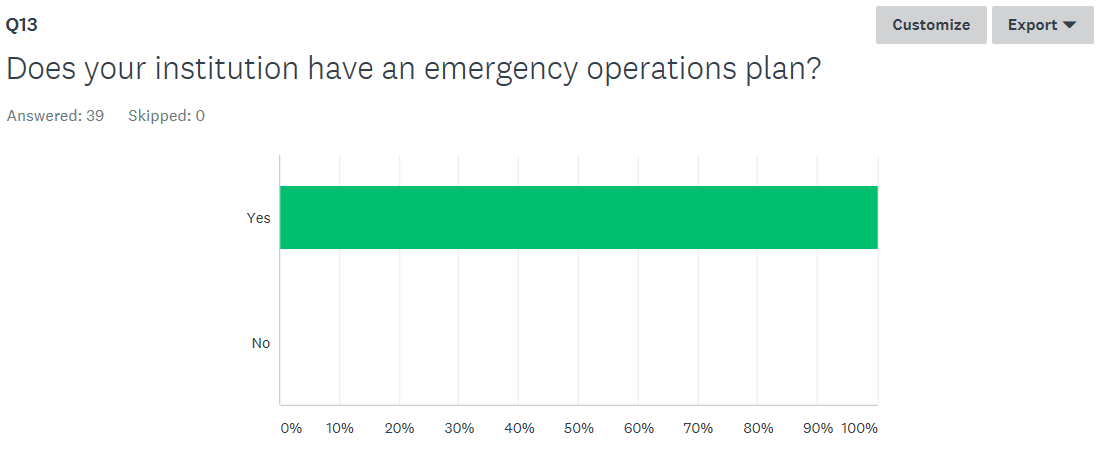 Q13
Customize
Export
Does your institution have an emergency operations plan?
Answered: 39 Skipped: 0
Yes
No
0% 10% 20% 30% 40% 50% 60% 70% 80% 90% 100%